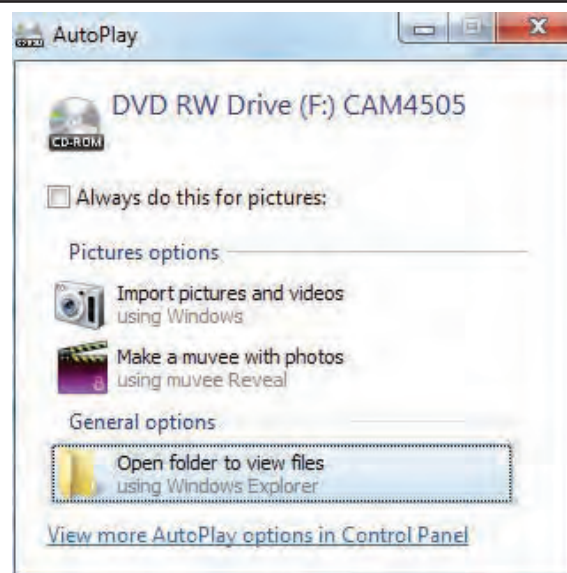 AutoPlay
DVD RW Drive (F:) CAM4505
CD-ROM
Always do this for pictures:
Pictures options
Import pictures and videos
using Windows
Make a muvee with photos
8
using muvee Reveal
General options
Open folder to view files
using Windows Explorer
View more AutoPlay options in Control Panel